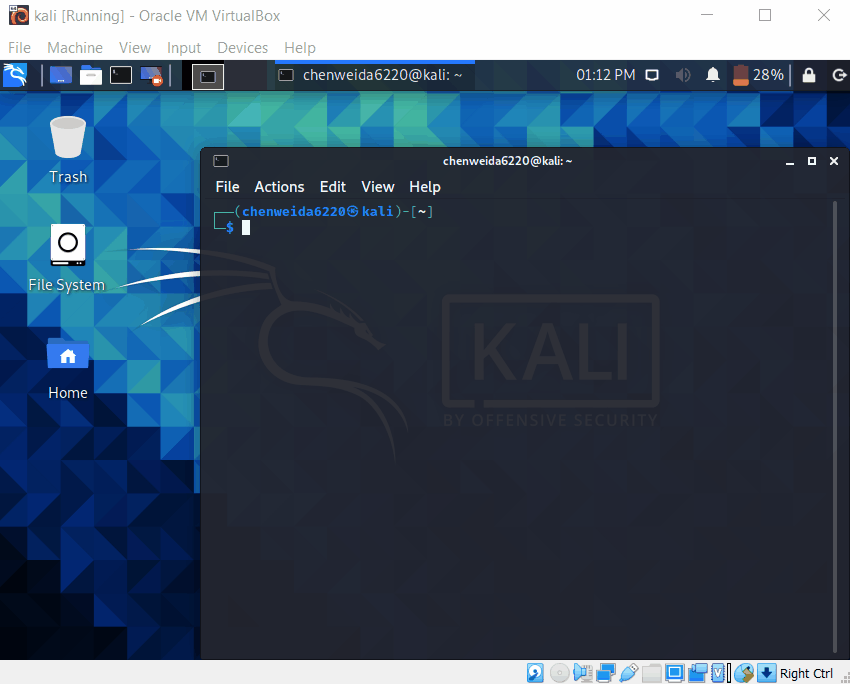 kali [Running] - Oracle VM VirtualBox
File Machine View Input Devices Help
chenweida6220@kali: ~ 01:12 PM 28%
Trash
File System
Home
chenweida6220@kali: ~
File Actions Edit View Help
┌──(chenweida6220㉿kali)-[~]
└─$
KALI
BY OFFENSIVE SECURITY
Right Ctrl